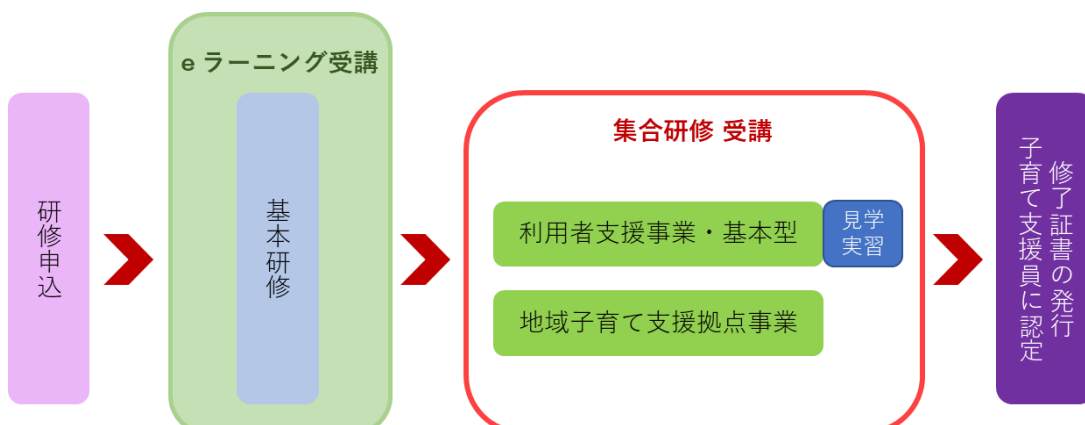 研修申込
e ラーニング受講
基本研修
集合研修 受講
利用者支援事業・基本型
見学
実習
地域子育て支援拠点事業
修了証書の発行
子育て支援員に認定